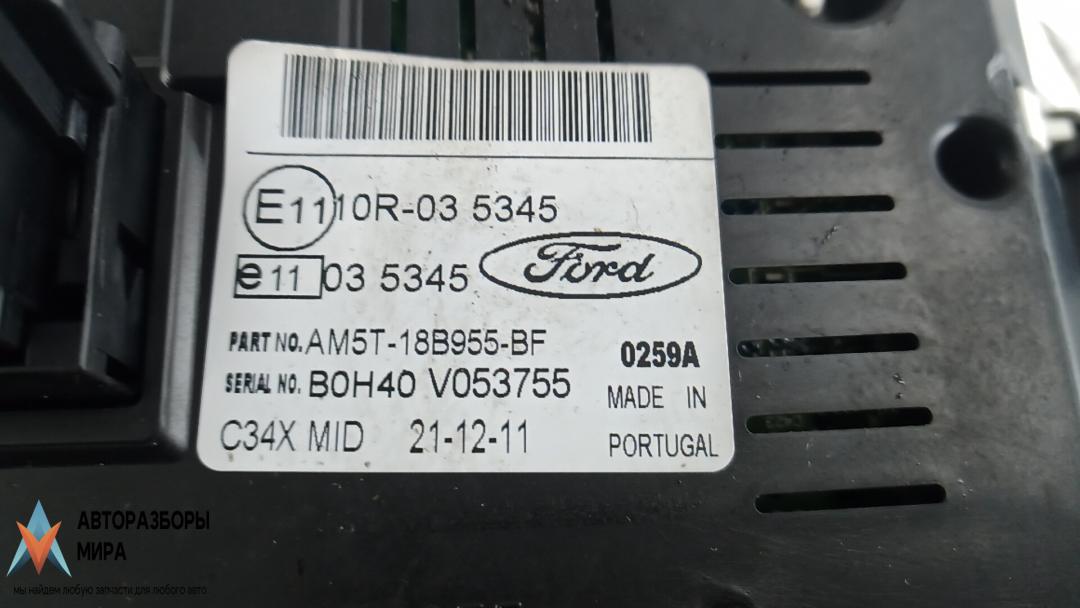 E11 10R-03 5345
e11 03 5345 Ford
PART NO. AM5T-18B955-BF
0259A
SERIAL NO. B0H40 V053755
MADE IN
C34X MID 21-12-11
PORTUGAL
АВТОРАЗБОРЫ
МИРА
мы найдем любую запчасти для любого авто